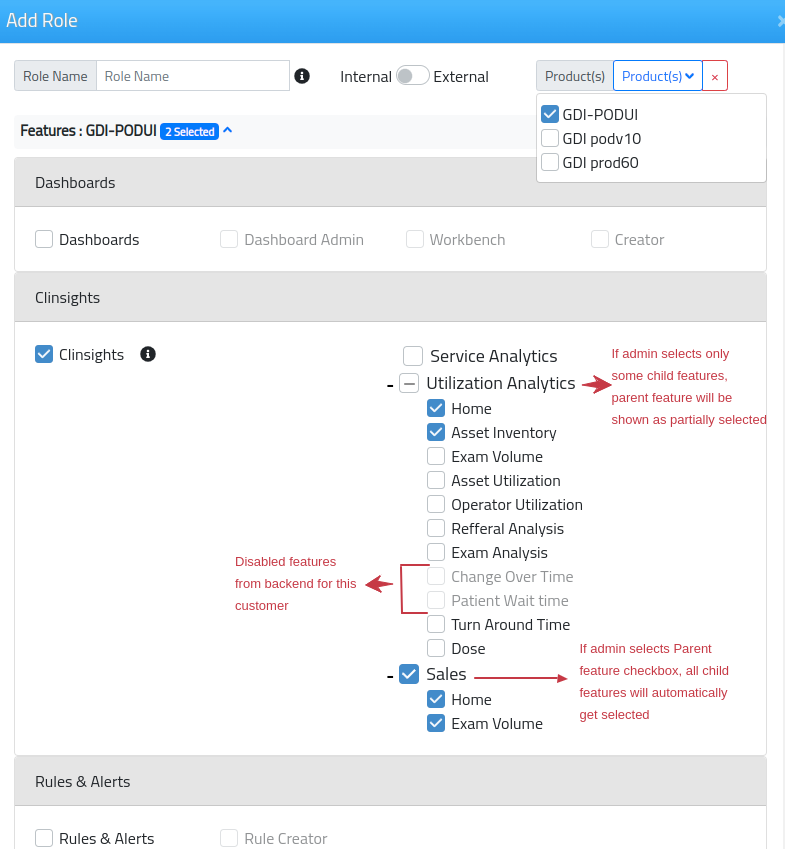 Add Role
×
Role Name Role Name Internal External Product(s) Product(s) ×
GDI-PODUI
GDI podv10
GDI prod60
Features : GDI-PODUI 2 Selected
Dashboards
Dashboards Dashboard Admin Workbench Creator
Clinsights
Clinsights
Service Analytics
Utilization Analytics
If admin selects only
some child features,
parent feature will be
shown as partially selected
Home
Asset Inventory
Exam Volume
Asset Utilization
Operator Utilization
Refferal Analysis
Exam Analysis
Change Over Time
Patient Wait time
Disabled features
from backend for this
customer
Turn Around Time
Dose
Sales
If admin selects Parent
feature checkbox, all child
features will automatically
get selected
Home
Exam Volume
Rules & Alerts
Rules & Alerts Rule Creator